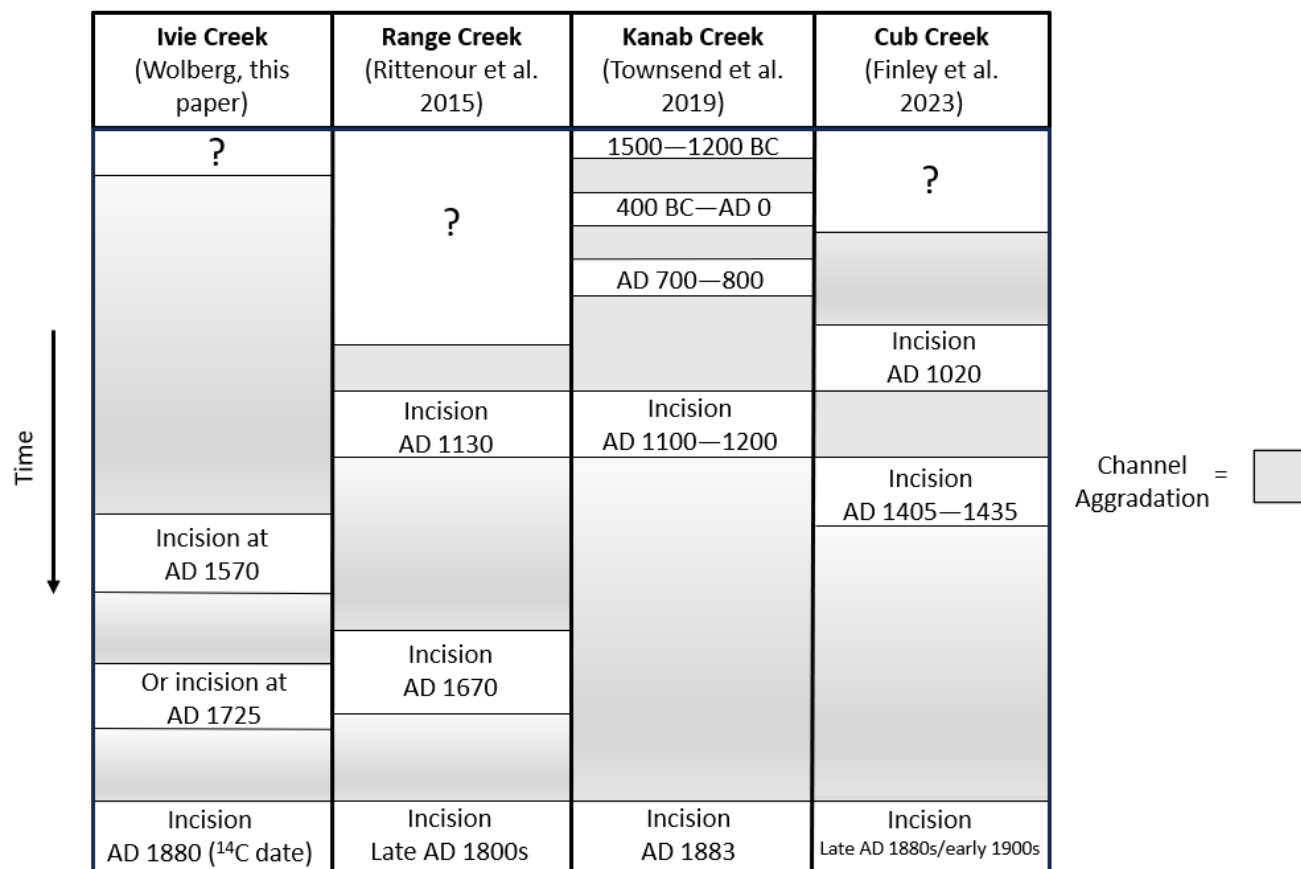 Ivie Creek
(Wolberg, this
paper)
Range Creek
(Rittenour et al.
2015)
Kanab Creek
(Townsend et al.
2019)
Cub Creek
(Finley et al.
2023)
?
?
1500—1200 BC
400 BC—AD 0
AD 700—800
?
Incision
AD 1020
Incision
AD 1130
Incision
AD 1100—1200
Time
Channel
Aggradation
=
Incision
AD 1405—1435
Incision at
AD 1570
Incision
AD 1670
Or incision at
AD 1725
Incision
AD 1880 (¹⁴C date)
Incision
Late AD 1800s
Incision
AD 1883
Incision
Late AD 1880s/early 1900s